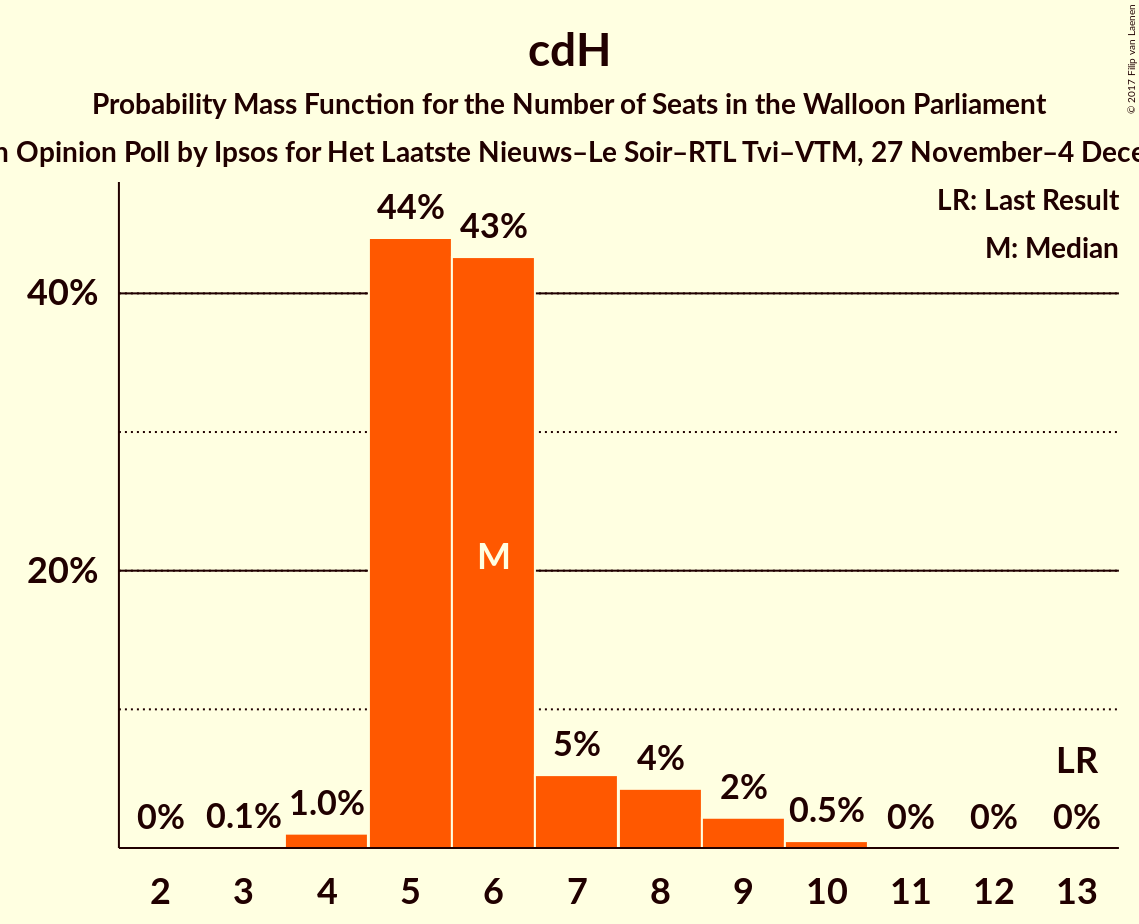 cdH
Probability Mass Function for the Number of Seats in the Walloon Parliament
Opinion Poll by Ipsos for Het Laatste Nieuws–Le Soir–RTL Tvi–VTM, 27 November–4
© 2017 Filip van Laenen
LR: Last Result
M: Median
44%
43%
40%
M
20%
5%
4%
LR
2%
0% 0.1% 1.0% 0.5% 0% 0% 0%
2 3 4 5 6 7 8 9 10 11 12 13